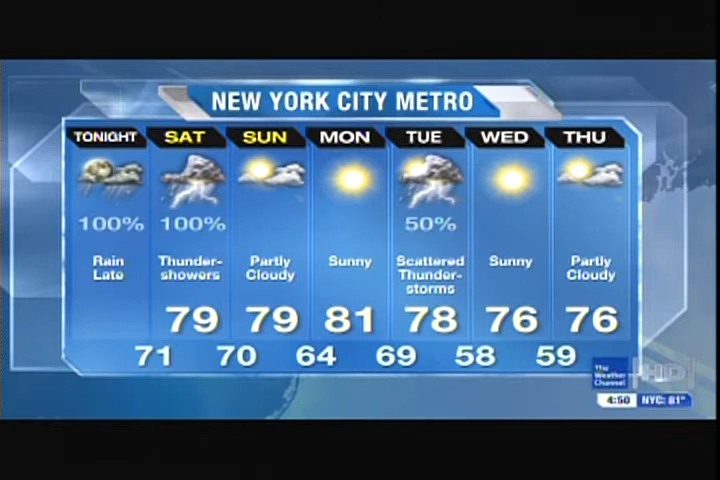 NEW YORK CITY METRO
TONIGHT SAT SUN MON TUE WED THU
100% 100% 50%
Rain Thunder- Partly Sunny Scattered Sunny Partly
Late showers Cloudy Thunder- Cloudy
storms
79 79 81 78 76 76
71 70 64 69 58 59
The
Weather
Channel
HD
4:50 NYC: 81°